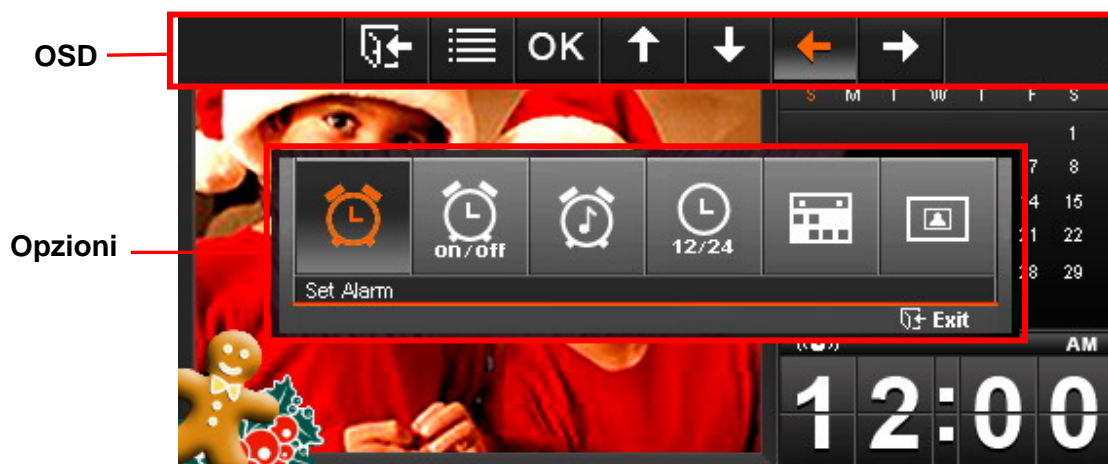 OSD
OK
S M T W T F S
1
7 8
14 15
21 22
28 29
Opzioni
on/off
12/24
Set Alarm
Exit
AM
12:00